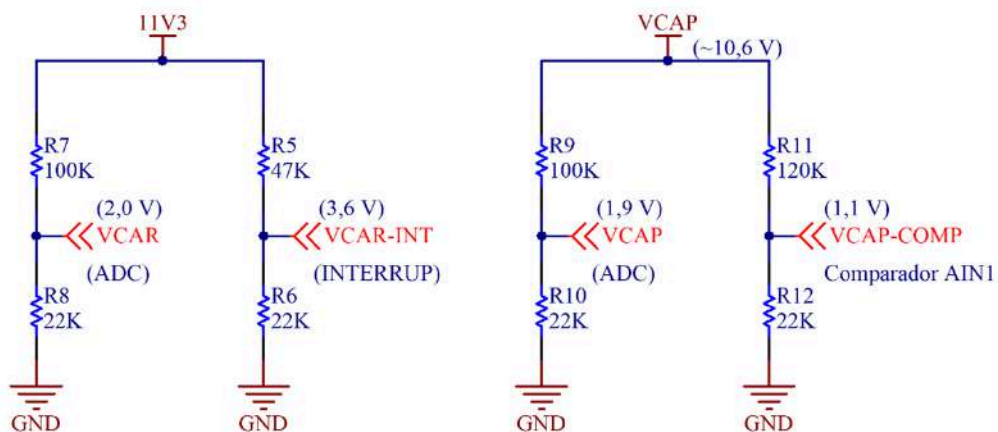 11V3
R7
100K
R5
47K
(2,0 V)
VCAR
(ADC)
(3,6 V)
VCAR-INT
(INTERRUP)
R8
22K
R6
22K
GND
GND
VCAP
(~10,6 V)
R9
100K
R11
120K
(1,9 V)
VCAP
(ADC)
(1,1 V)
VCAP-COMP
Comparador AIN1
R10
22K
R12
22K
GND
GND